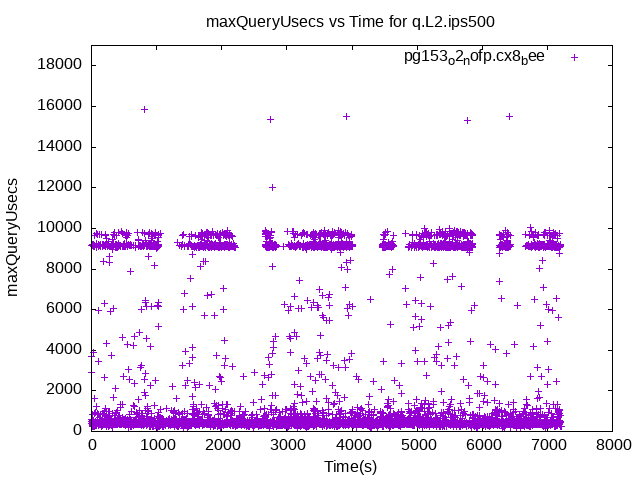 maxQueryUsecs vs Time for q.L2.ips500
pg153o2nofp.cx8bee
18000
16000
14000
12000
10000
8000
6000
4000
2000
0
maxQueryUsecs
0 1000 2000 3000 4000 5000 6000 7000 8000
Time(s)